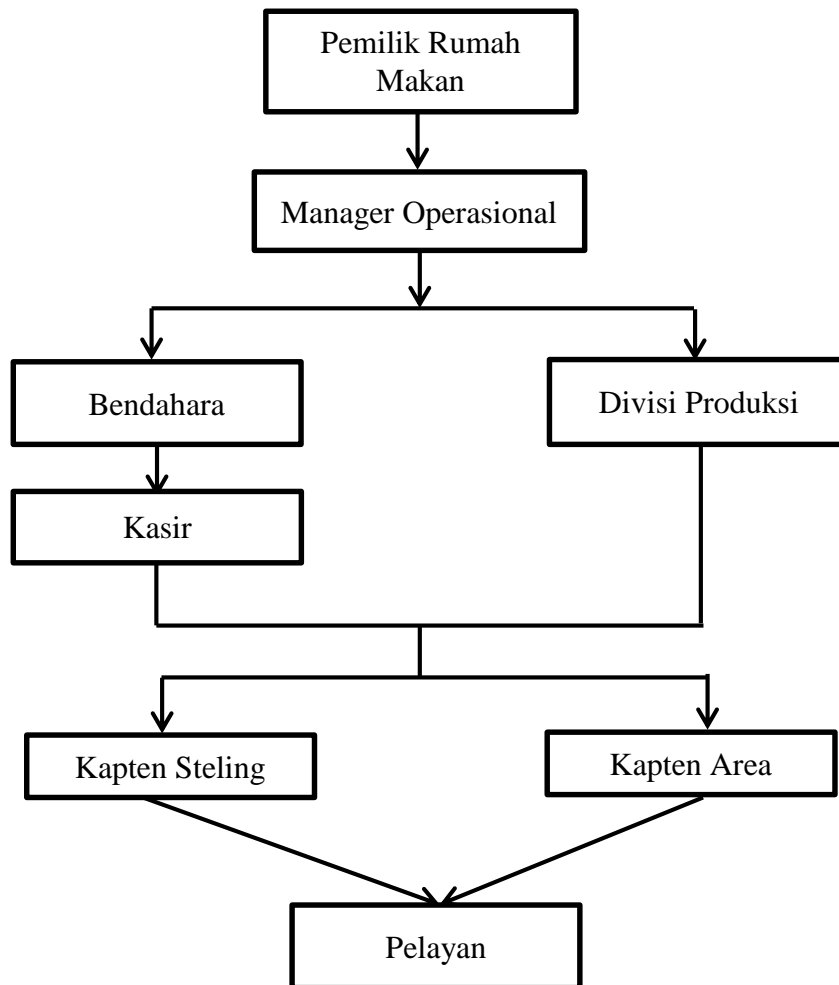 Pemilik Rumah
Makan
Manager Operasional
Bendahara
Divisi Produksi
Kasir
Kapten Steling
Kapten Area
Pelayan